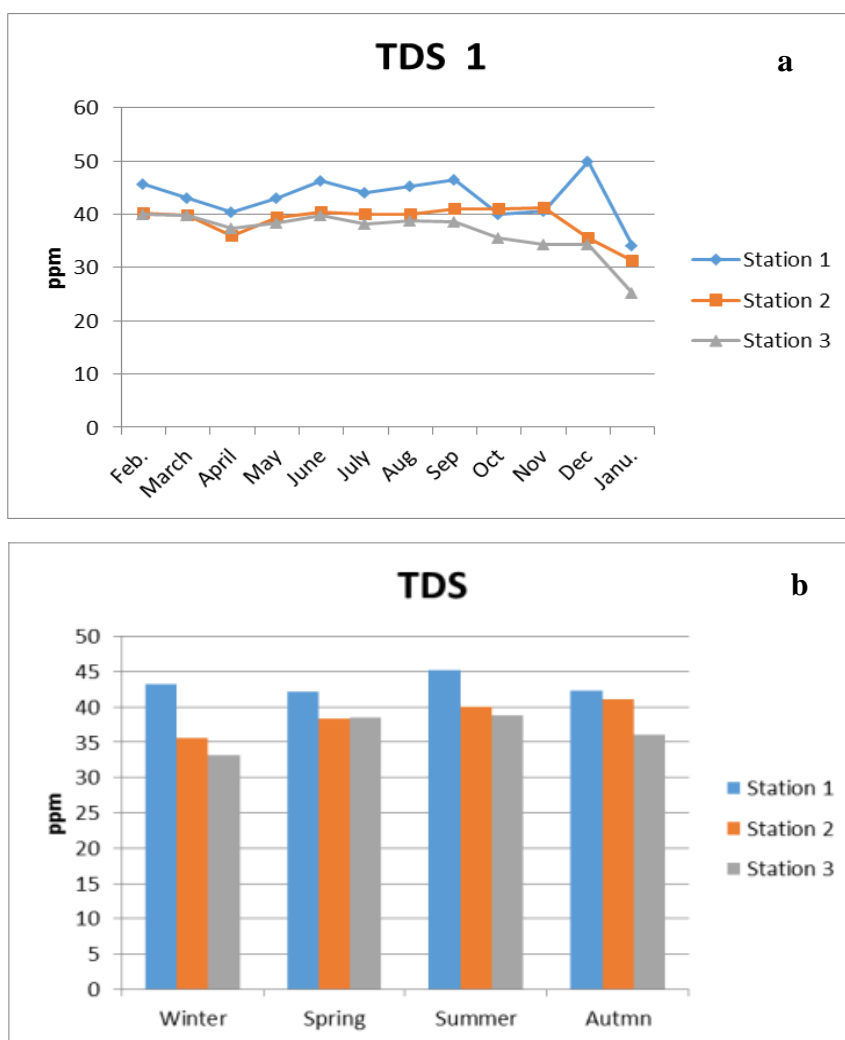 TDS 1
a
60
50
40
30
20
10
0
ppm
Feb.
March
April
May
June
July
Aug
Sep
Oct
Nov
Dec
Janu.
Station 1
Station 2
Station 3
TDS
b
50
45
40
35
30
25
20
15
10
5
0
ppm
Winter
Spring
Summer
Autmn
Station 1
Station 2
Station 3